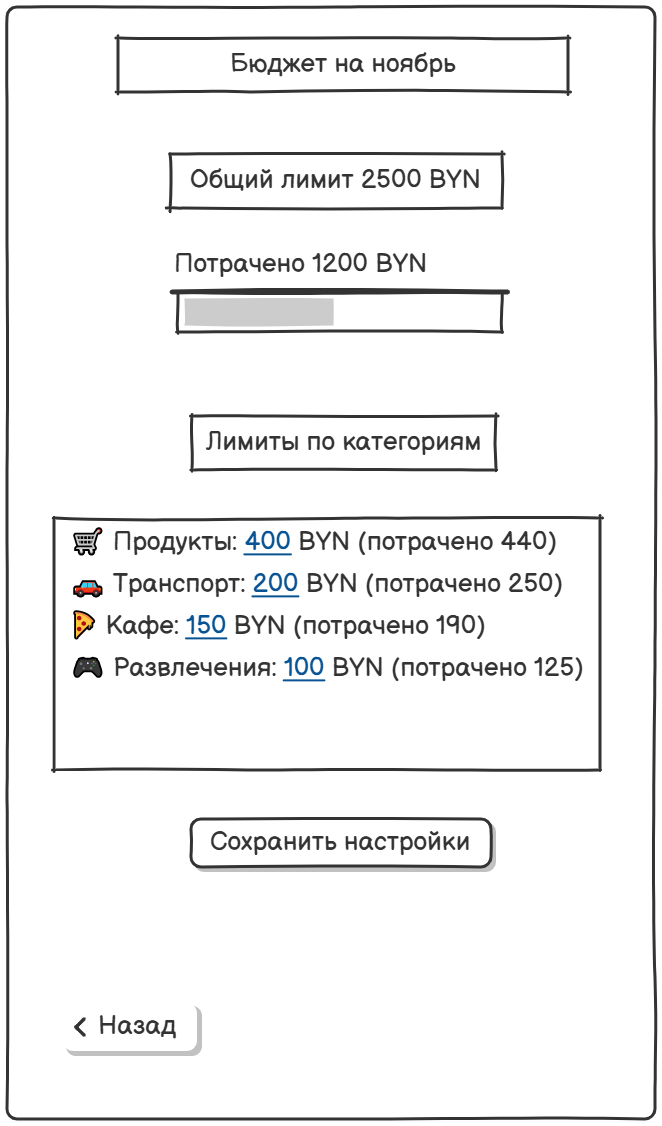 Бюджет на ноябрь
Общий лимит 2500 BYN
Потрачено 1200 BYN
Лимиты по категориям
Продукты: 400 BYN (потрачено 440)
Транспорт: 200 BYN (потрачено 250)
Кафе: 150 BYN (потрачено 190)
Развлечения: 100 BYN (потрачено 125)
Сохранить настройки
Назад